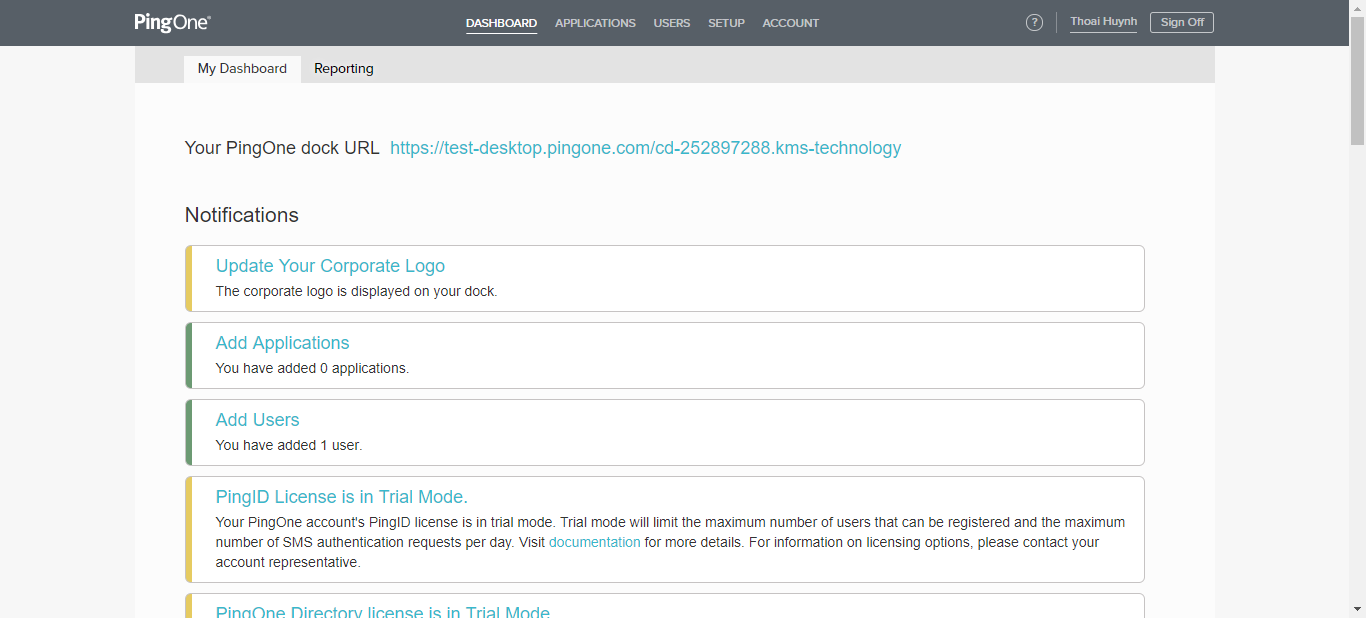 PingOne®
DASHBOARD APPLICATIONS USERS SETUP ACCOUNT
? Thoai Huynh Sign Off
My Dashboard Reporting
Your PingOne dock URL https://test-desktop.pingone.com/cd-252897288.kms-technology
Notifications
Update Your Corporate Logo
The corporate logo is displayed on your dock.
Add Applications
You have added 0 applications.
Add Users
You have added 1 user.
PingID License is in Trial Mode.
Your PingOne account's PingID license is in trial mode. Trial mode will limit the maximum number of users that can be registered and the maximum
number of SMS authentication requests per day. Visit documentation for more details. For information on licensing options, please contact your
account representative.
PingOne Directory license is in Trial Mode